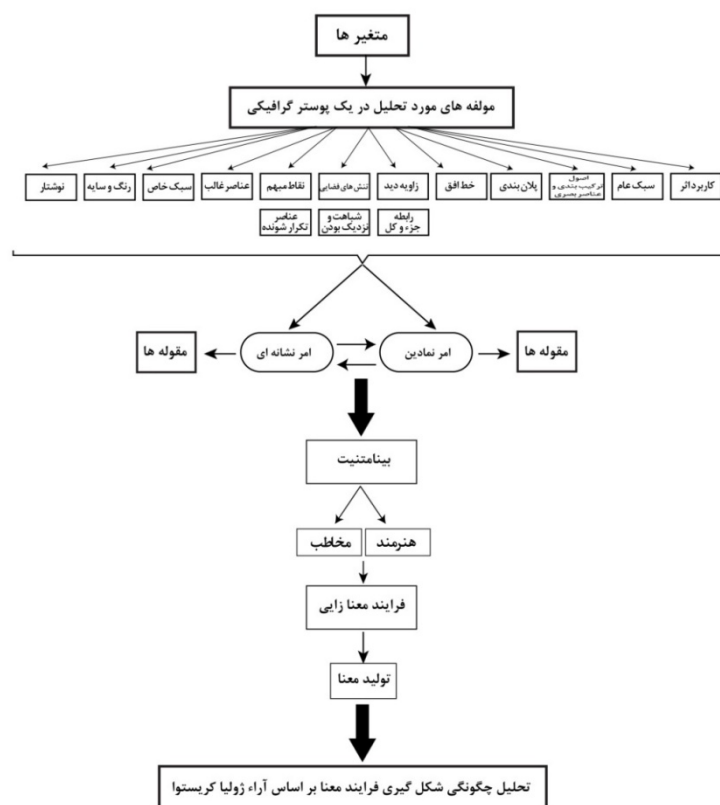 متغیر ها
مولفه های مورد تحلیل در یک پوستر گرافیکی
کاربرد اثر
سبک عام
اصول
ترکیب بندی و
عناصر بصری
پلان بندی
خط افق
زاویه دید
تنش های فضایی
نقاط مبهم
عناصر غالب
سبک خاص
رنگ و سایه
نوشتار
رابطه
جزء و کل
شباهت و
نزدیک بودن
عناصر
تکرار شونده
مقوله ها
امر نمادین
امر نشانه ای
مقوله ها
بینامتنیت
هنرمند
مخاطب
فرایند معنا زایی
تولید معنا
تحلیل چگونگی شکل گیری فرایند معنا بر اساس آراء ژولیا کریستوا